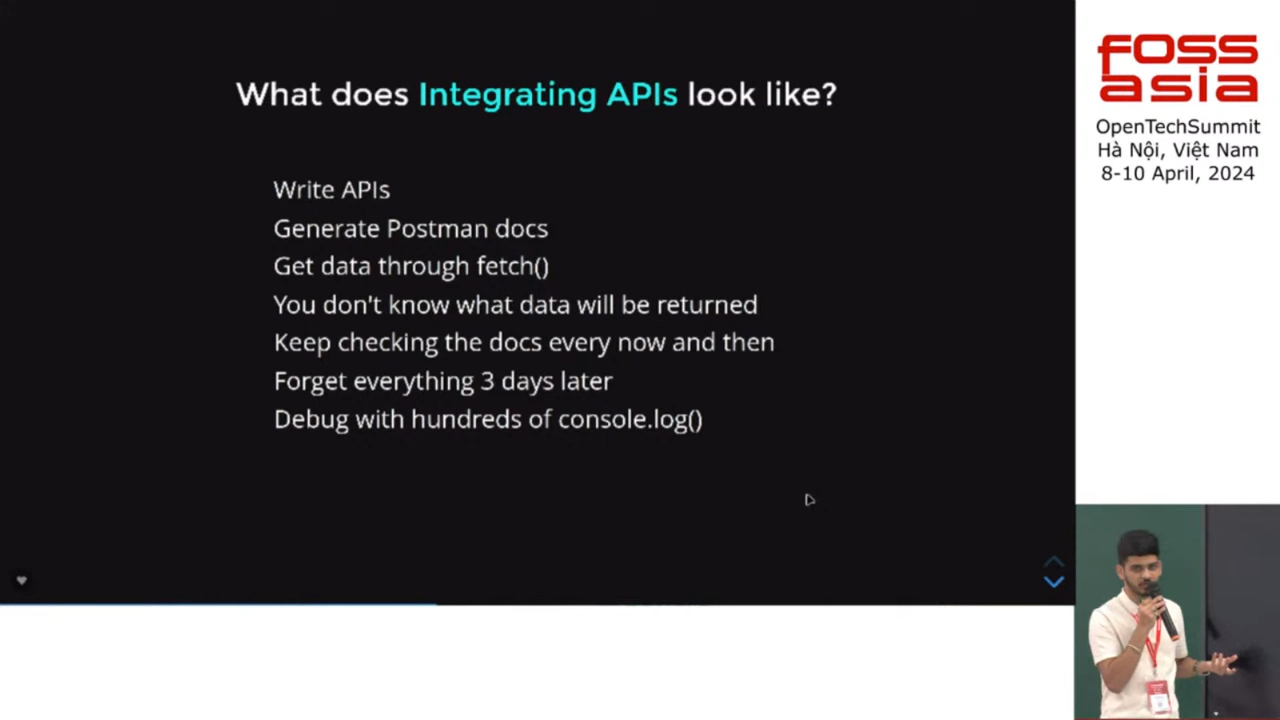 What does Integrating APIs look like?
Write APIs
Generate Postman docs
Get data through fetch()
You don't know what data will be returned
Keep checking the docs every now and then
Forget everything 3 days later
Debug with hundreds of console.log()
FOSS
asia
OpenTechSummit
Hà Nội, Việt Nam
8-10 April, 2024